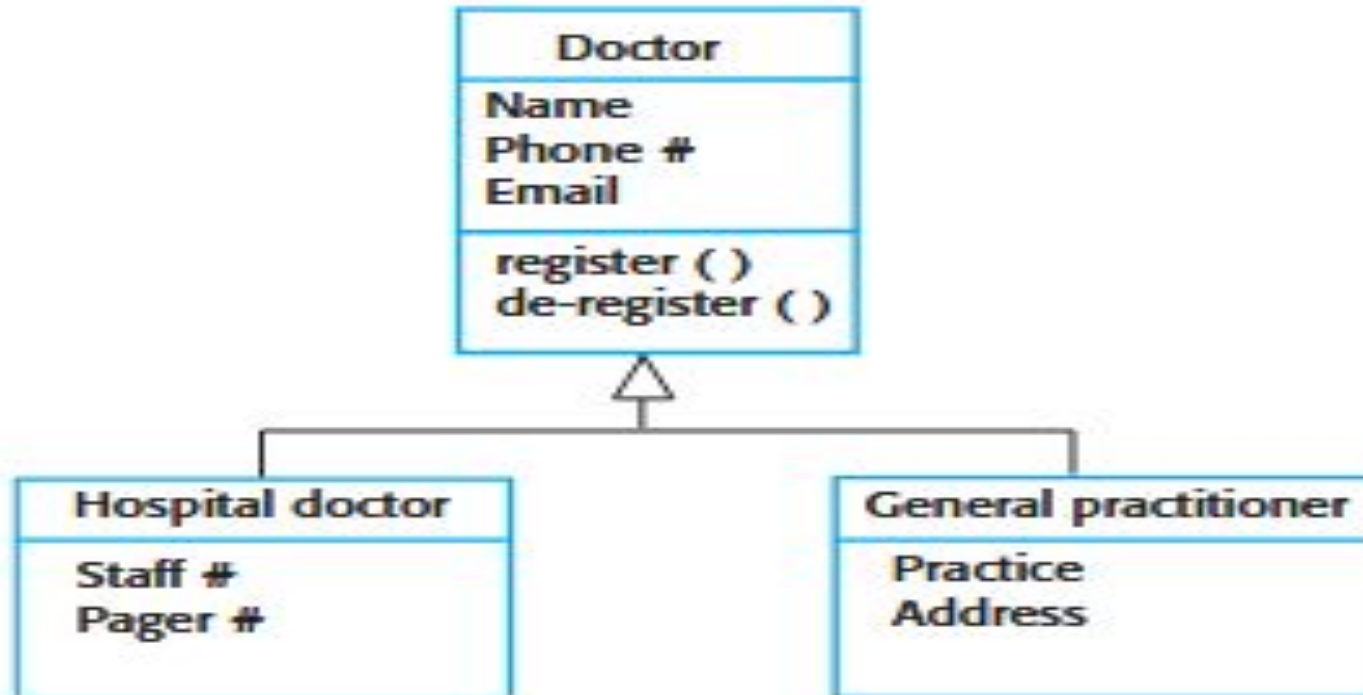 Doctor
Name
Phone #
Email
register ( )
de-register ( )
Hospital doctor
Staff #
Pager #
General practitioner
Practice
Address